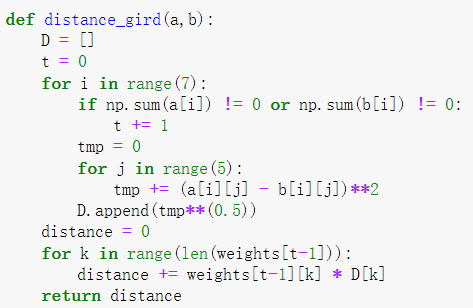 def distance_gird(a, b):
    D = []
    t = 0
    for i in range(7):
        if np.sum(a[i]) != 0 or np.sum(b[i]) != 0:
            t += 1
        tmp = 0
        for j in range(5):
            tmp += (a[i][j] - b[i][j])**2
        D.append(tmp**(0.5))
    distance = 0
    for k in range(len(weights[t-1])):
        distance += weights[t-1][k] * D[k]
    return distance